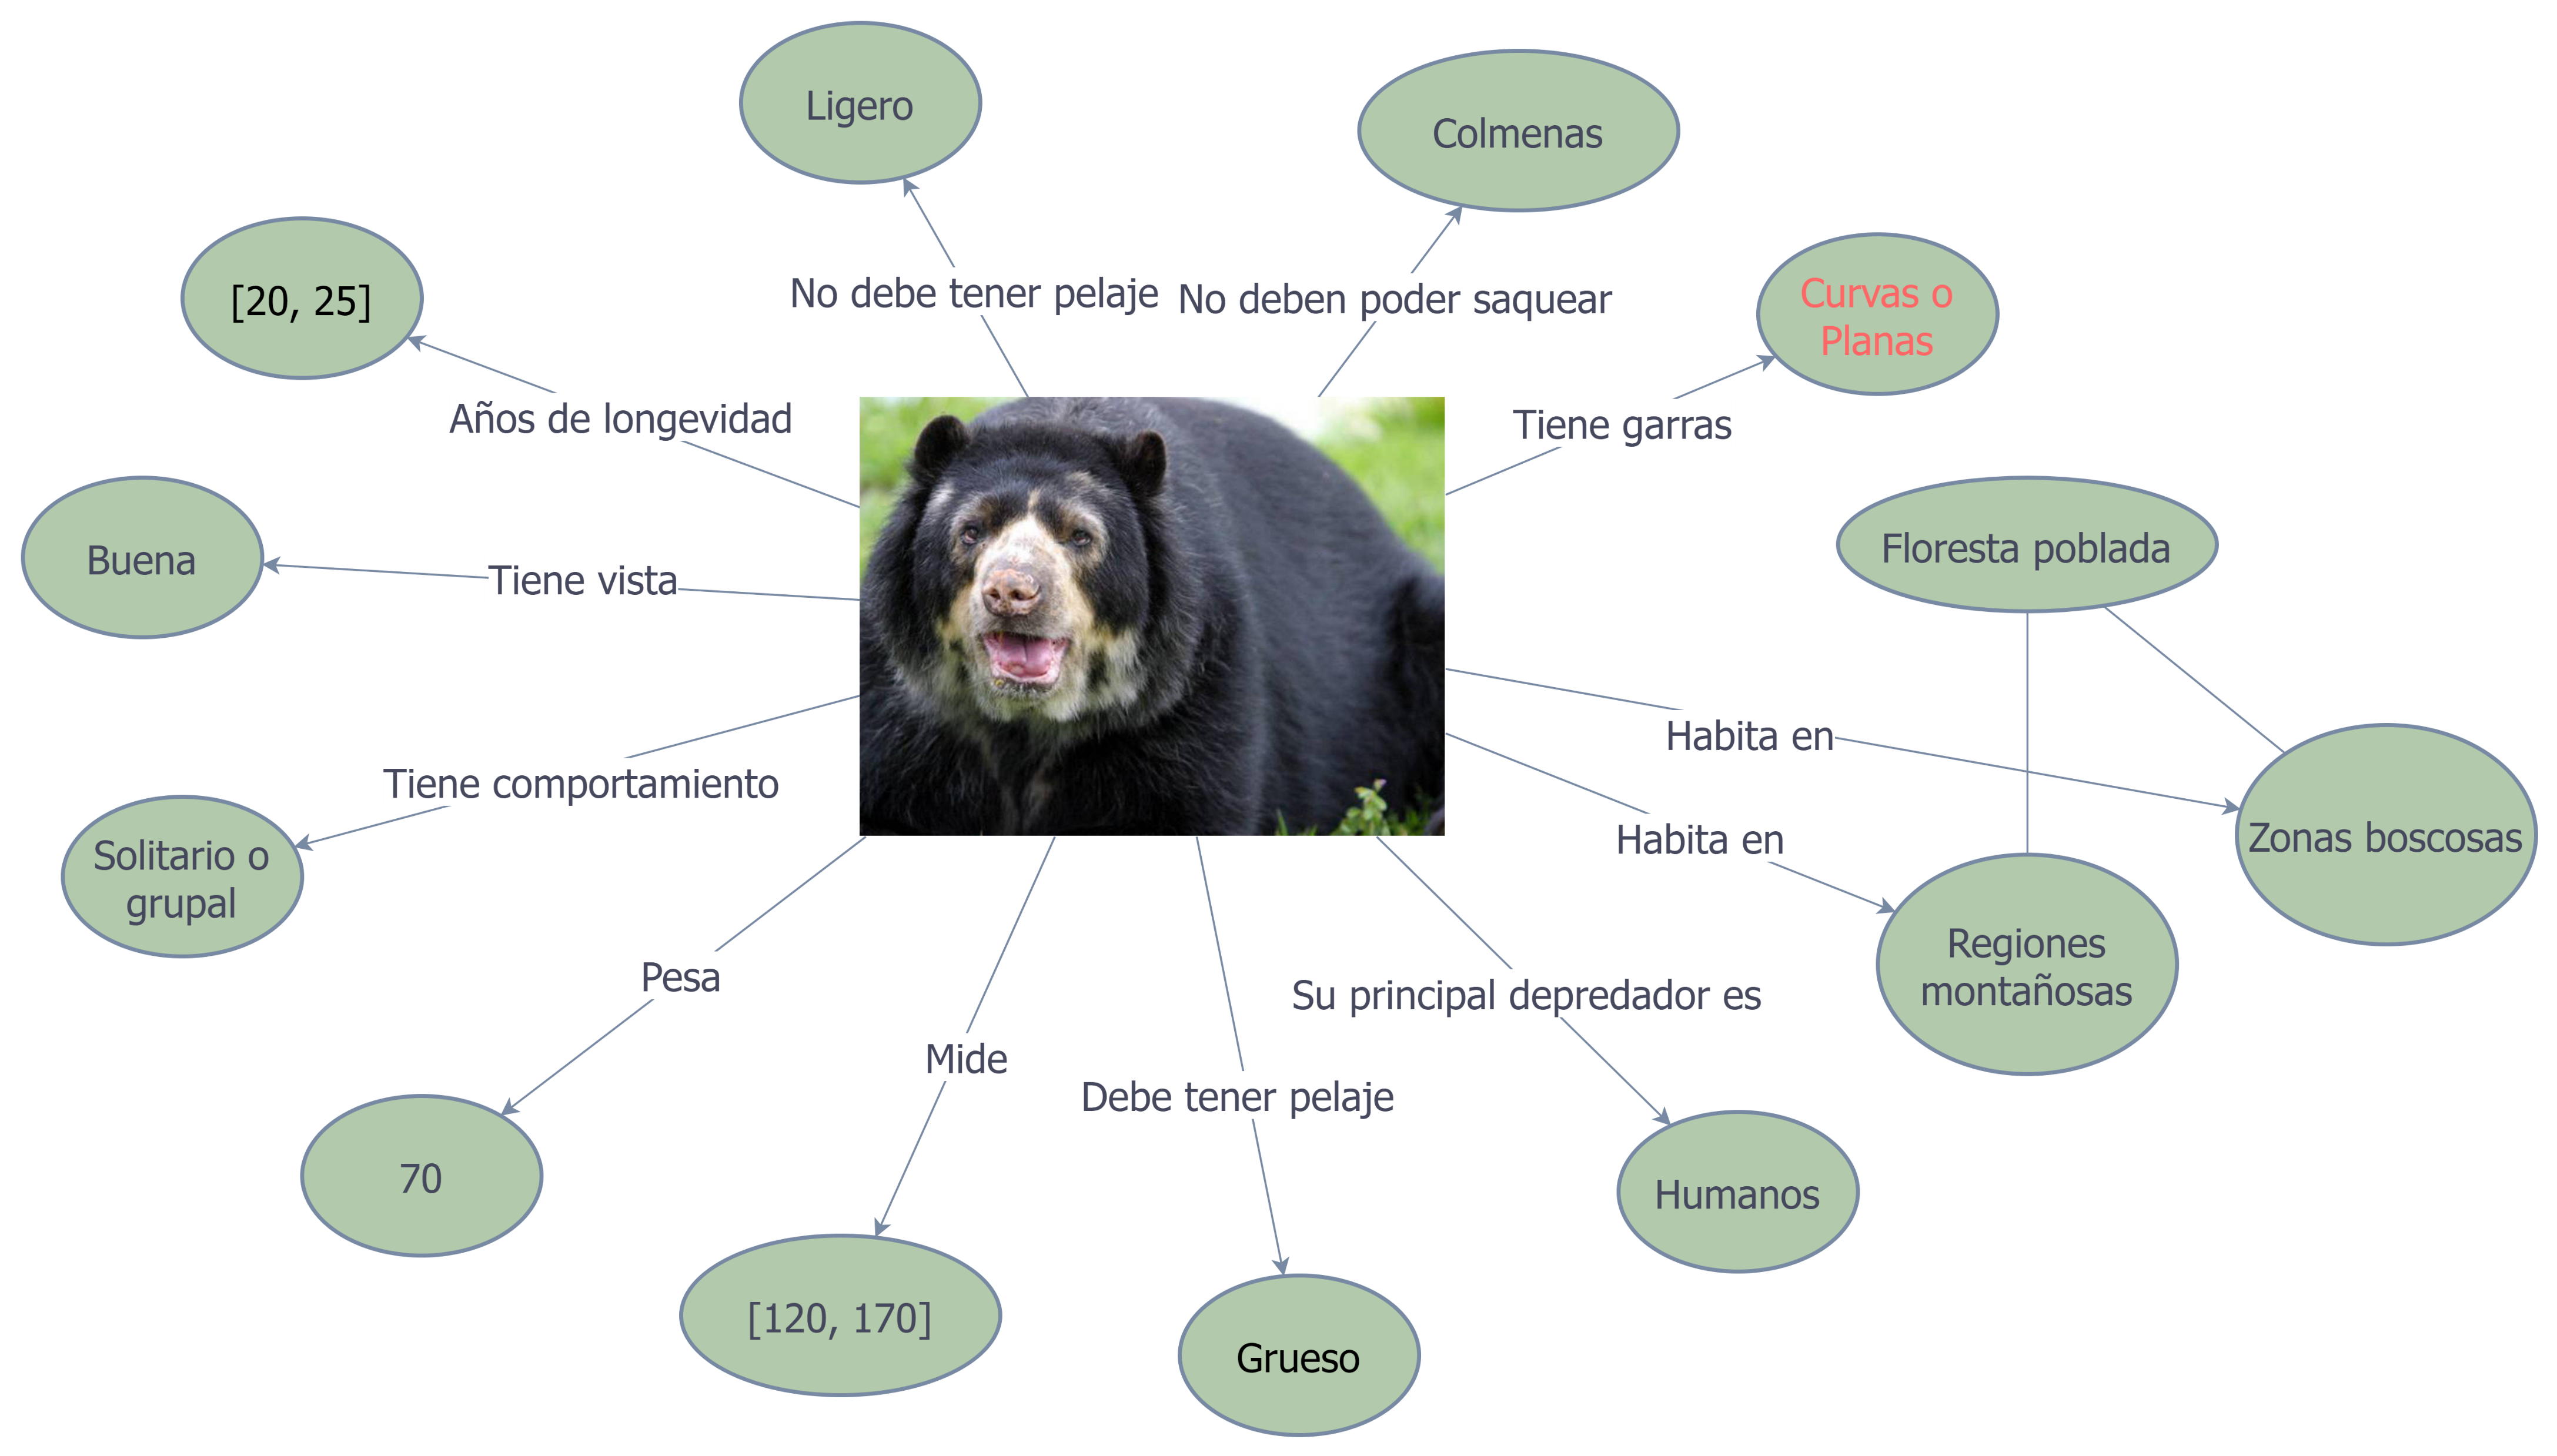 Ligero
Colmenas
[20, 25]
No debe tener pelaje
No deben poder saquear
Curvas o
Planas
Años de longevidad
Tiene garras
Buena
Tiene vista
Floresta poblada
Tiene comportamiento
Habita en
Habita en
Zonas boscosas
Solitario o
grupal
Regiones
montañosas
Pesa
Su principal depredador es
Mide
Debe tener pelaje
70
Humanos
[120, 170]
Grueso